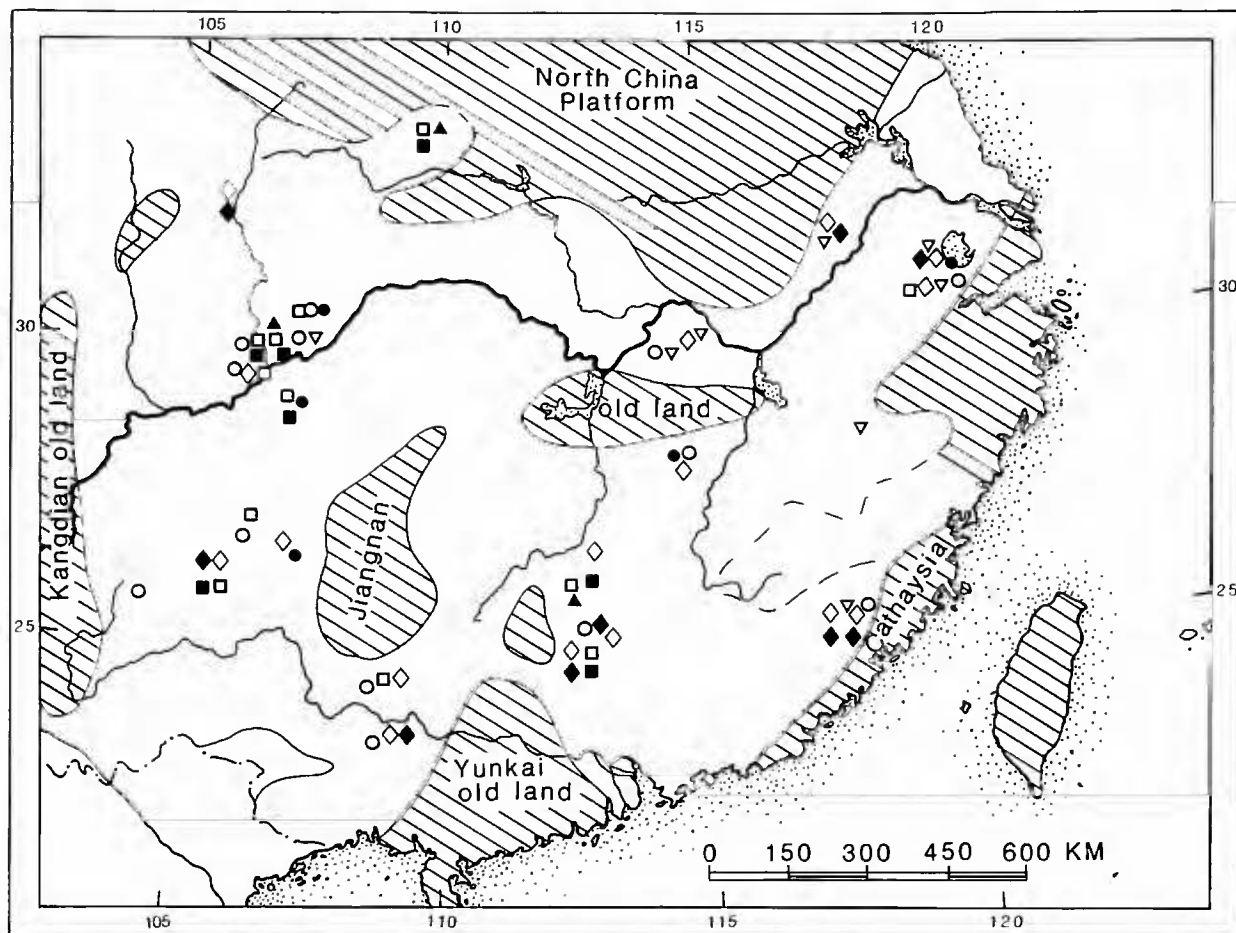 105 110 115 120
North China
Platform
30
30
old land
Kangdian old land
Jiangnan
25
25
Cathaysial
Yunkai
old land
0 150 300 450 600 KM
105 110 115 120